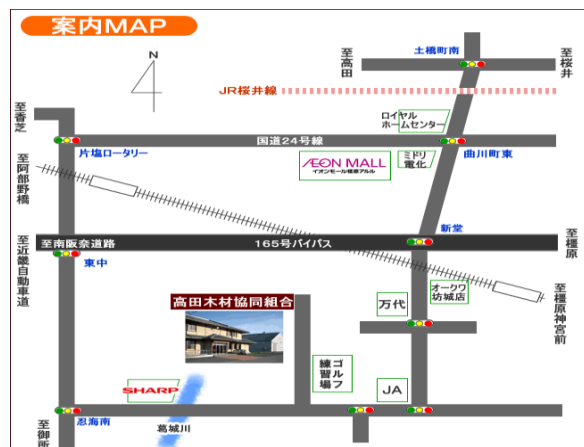 案内MAP
N
至高田
土橋町南
至桜井
JR桜井線
至香芝
ロイヤル
ホームセンター
国道24号線
片塩ロータリー
曲川町東
至阿部野橋
ÆON MALL
イオンモール橿原アルル
ミドリ
電化
新堂
至南阪奈道路
165号バイパス
至近畿自動車道
東中
至橿原
オークワ
坊城店
至橿原神宮前
高田木材協同組合
万代
ゴルフ
練習場
SHARP
JA
忍海南
葛城川
至御所